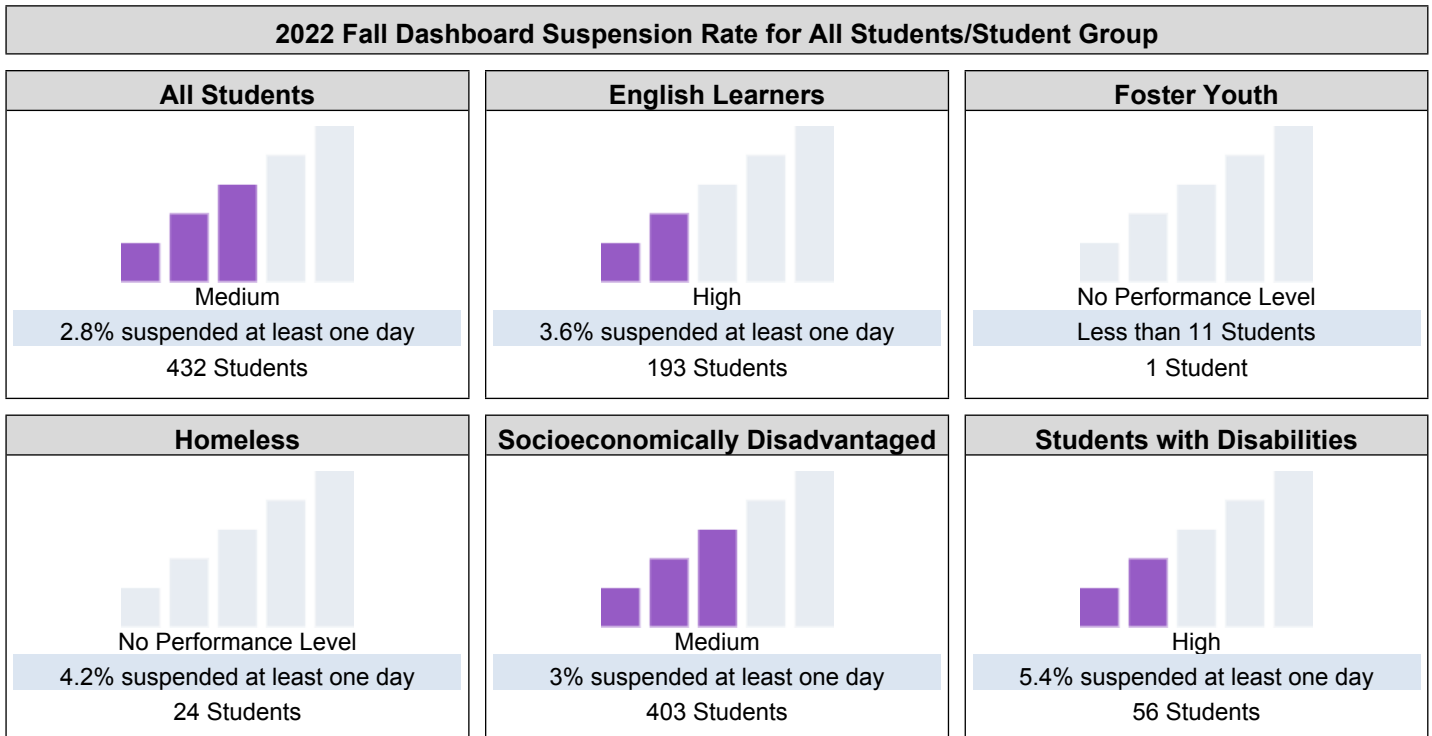 2022 Fall Dashboard Suspension Rate for All Students/Student Group
All Students
Medium
2.8% suspended at least one day
432 Students
English Learners
High
3.6% suspended at least one day
193 Students
Foster Youth
No Performance Level
Less than 11 Students
1 Student
Homeless
No Performance Level
4.2% suspended at least one day
24 Students
Socioeconomically Disadvantaged
Medium
3% suspended at least one day
403 Students
Students with Disabilities
High
5.4% suspended at least one day
56 Students